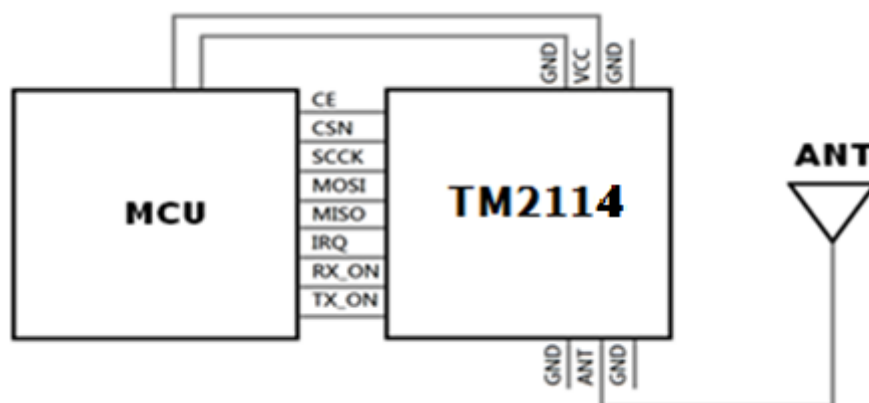 GND VCC GND
CE
CSN
SCCK
MOSI
MISO
IRQ
RX_ON
TX_ON
MCU
TM2114
ANT
GND ANT GND